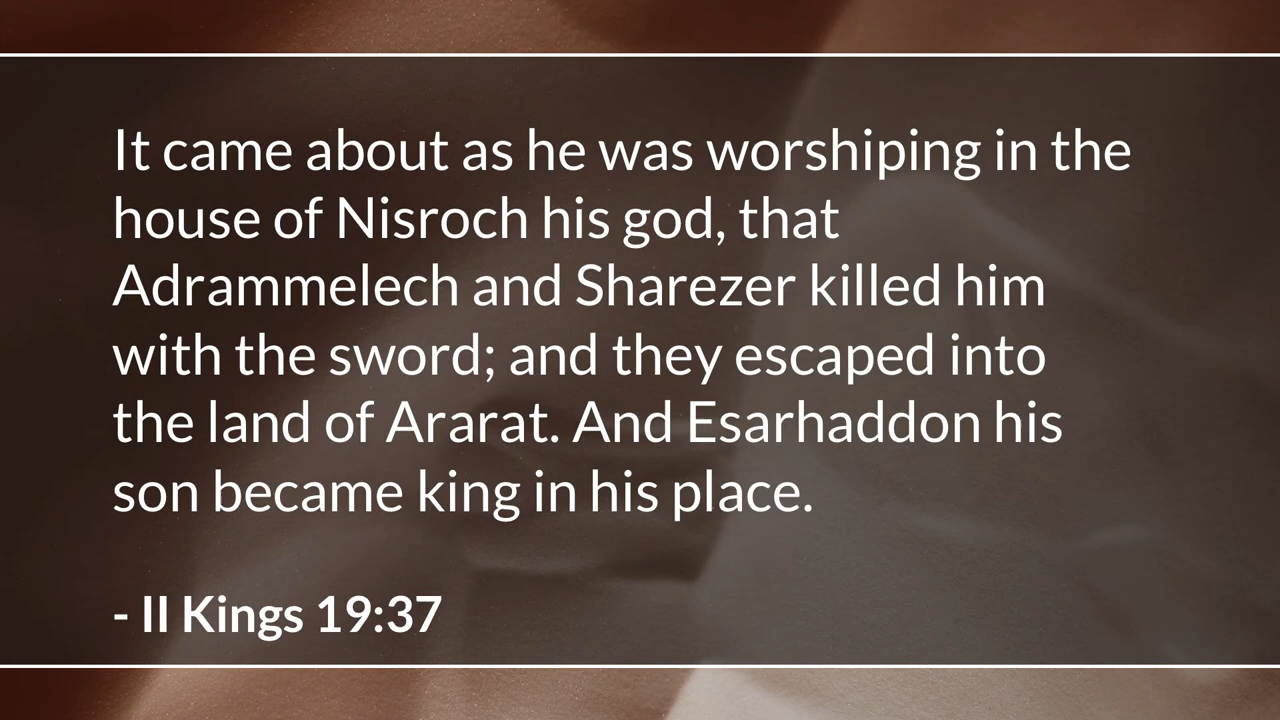 It came about as he was worshiping in the
house of Nisroch his god, that
Adrammelech and Sharezer killed him
with the sword; and they escaped into
the land of Ararat. And Esarhaddon his
son became king in his place.
- II Kings 19:37